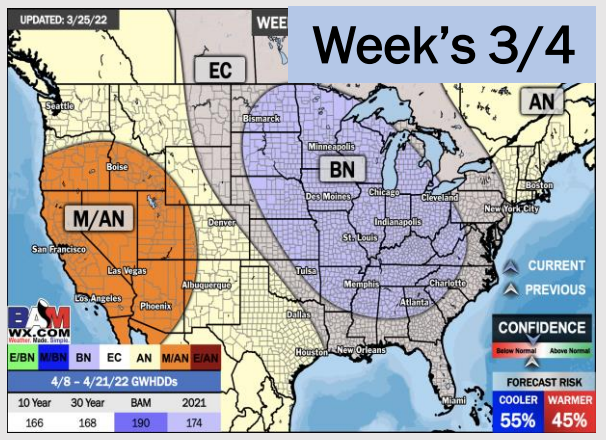 UPDATED: 3/25/22
WEE
Week's 3/4
EC
AN
Seattle
Bismarck
Minneapolis
BN
Boise
Boston
Des Moines
Chicago
Cleveland
New York City
M/AN
Denver
Indianapolis
St. Louis
San Francisco
Las Vegas
Tulsa
CURRENT
Albuquerque
Memphis
Charlotte
PREVIOUS
Los Angeles
Phoenix
Atlanta
Dallas
BAM
WX.COM
Weather. Made. Simple.
CONFIDENCE
Below Normal
Above Normal
Houston
New Orleans
E/BN M/BN BN EC AN M/AN E/AN
4/8 – 4/21/22 GWHDDs
FORECAST RISK
10 Year 30 Year BAM 2021
COOLER WARMER
Miami
166 168 190 174
55% 45%